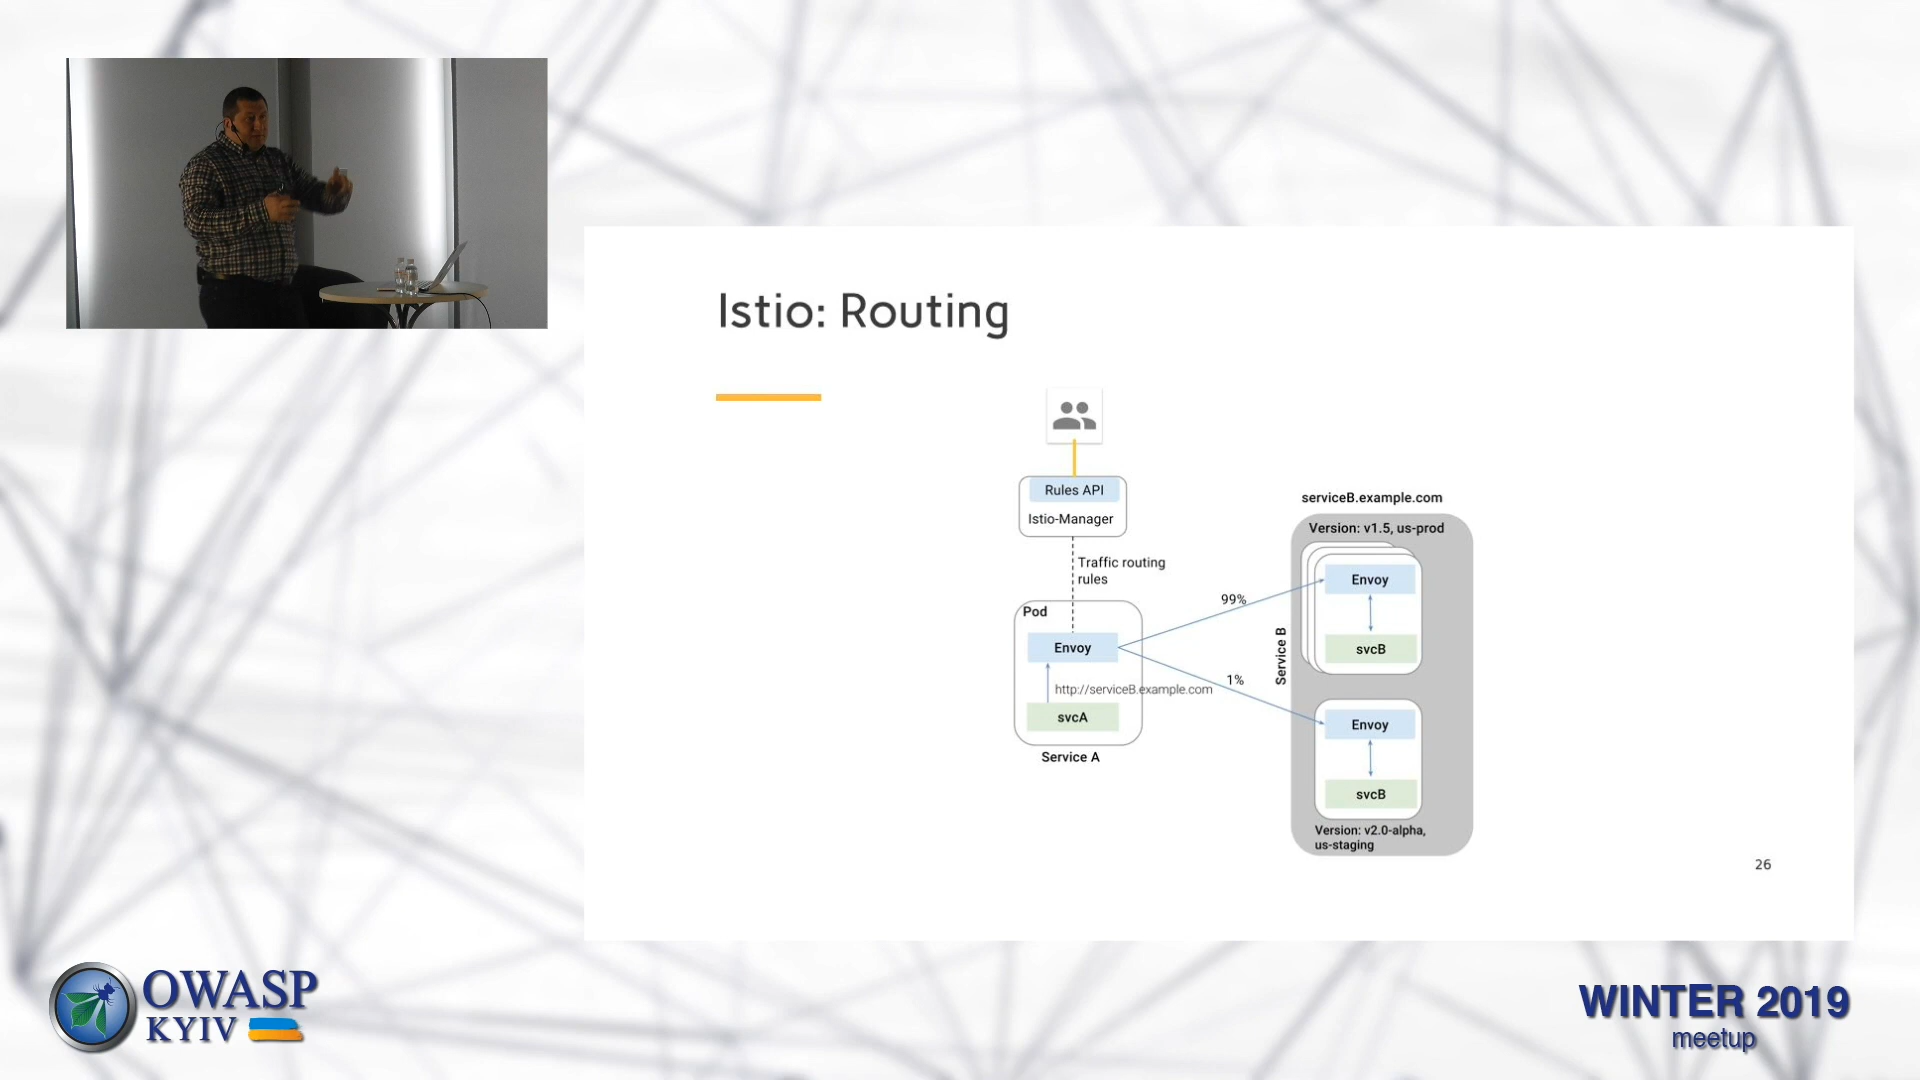 Istio: Routing
Rules API
Istio-Manager
Traffic routing
rules
Pod
Envoy
http://serviceB.example.com
svcA
Service A
99%
1%
serviceB.example.com
Version: v1.5, us-prod
Envoy
svcB
Service B
Envoy
svcB
Version: v2.0-alpha,
us-staging
26
OWASP
KYIV
WINTER 2019
meetup